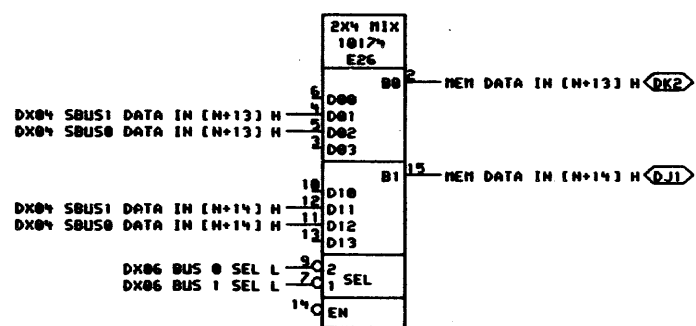 2X4 MIX
10174
E26
B0 2 MEM DATA IN [N+13] H DK2
6 D00
DX04 SBUS1 DATA IN [N+13] H 4 D01
DX04 SBUS0 DATA IN [N+13] H 5 D02
3 D03
B1 15 MEM DATA IN [N+14] H DJ1
10 D10
DX04 SBUS1 DATA IN [N+14] H 12 D11
DX04 SBUS0 DATA IN [N+14] H 11 D12
13 D13
DX06 BUS 0 SEL L 9 2
DX06 BUS 1 SEL L 7 1 SEL
14 EN